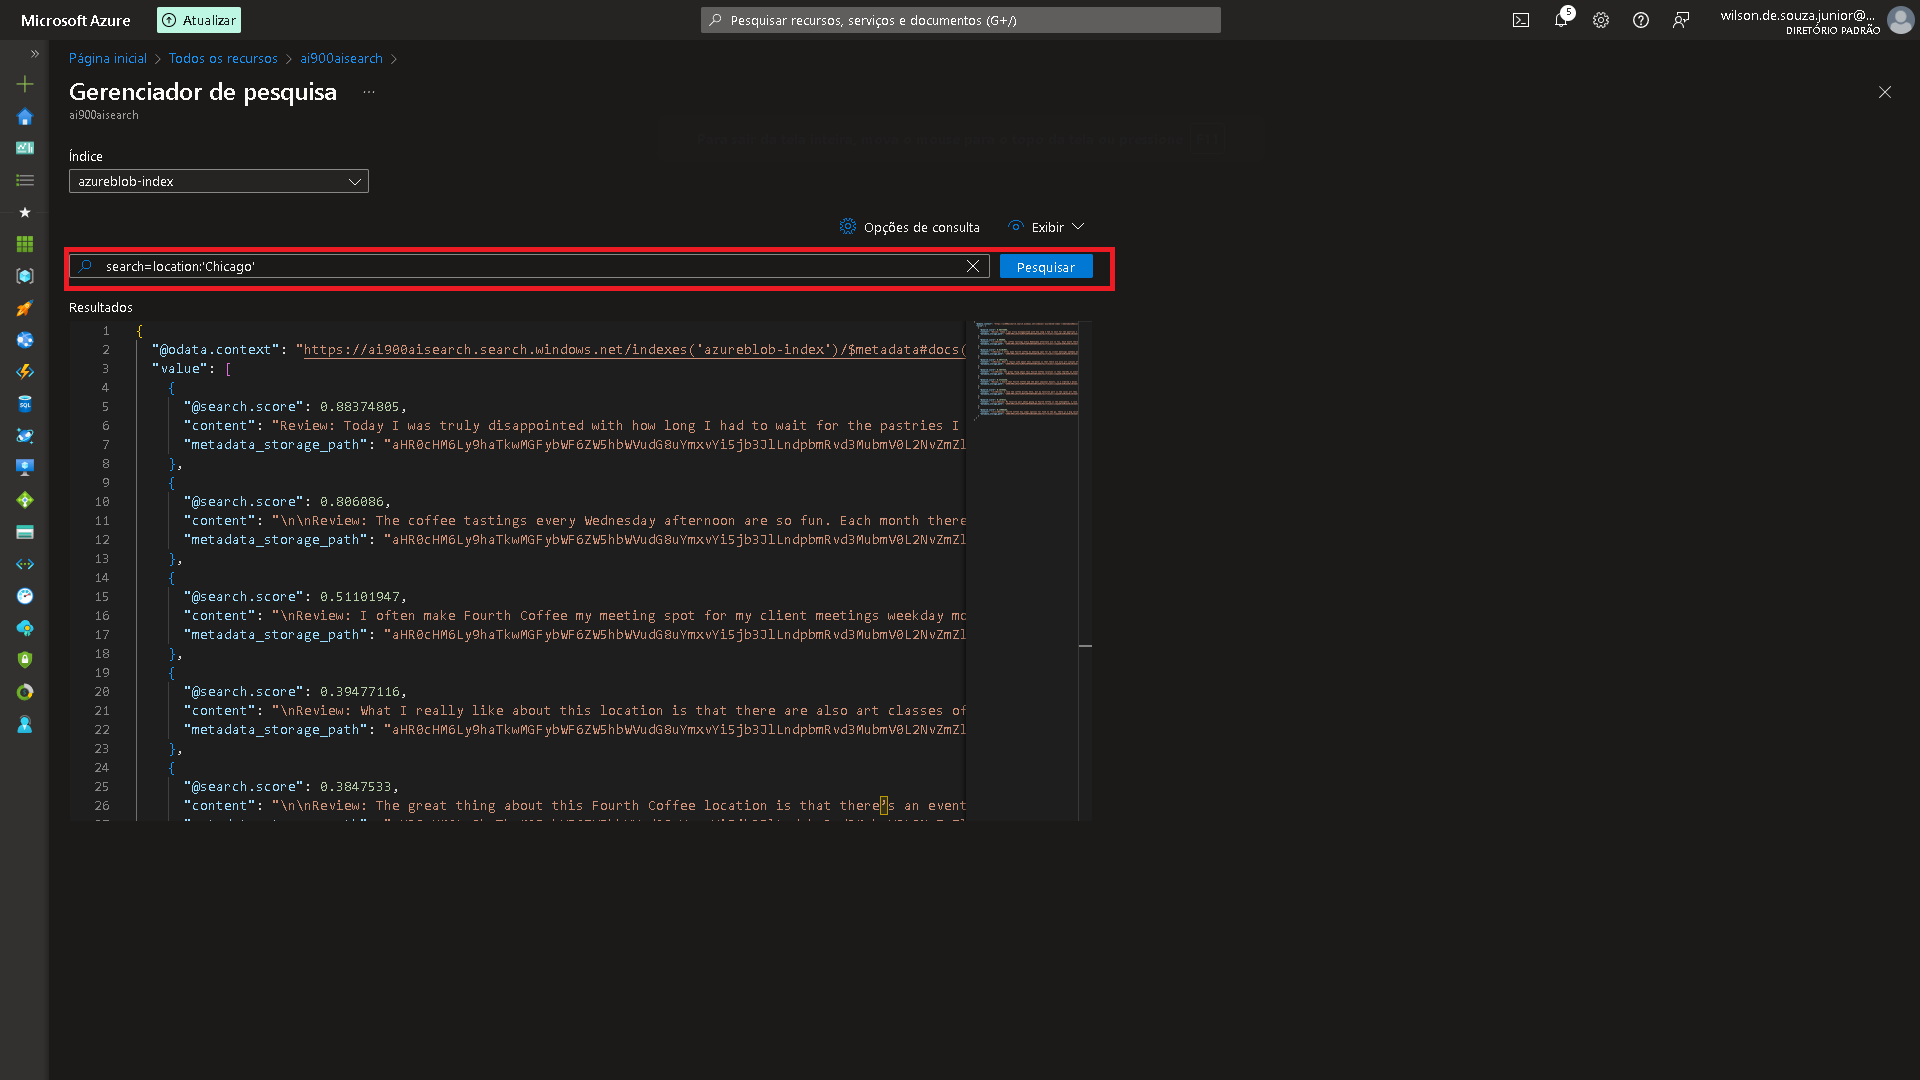 Microsoft Azure
Atualizar
Pesquisar recursos, serviços e documentos (G+/)
5
wilson.de.souza.junior@...
DIRETÓRIO PADRÃO
Página inicial > Todos os recursos > ai900aisearch >
Gerenciador de pesquisa ...
ai900aisearch
Índice
azureblob-index
Opções de consulta
Exibir
search=location:'Chicago'
Pesquisar
Resultados
1 {
2 "@odata.context": "https://ai900aisearch.search.windows.net/indexes('azureblob-index')/$metadata#docs(
3 "value": [
4 {
5 "@search.score": 0.88374805,
6 "content": "Review: Today I was truly disappointed with how long I had to wait for the pastries I
7 "metadata_storage_path": "aHR0cHM6Ly9haTkwMGFybWF6ZW5hbWVudG8uYmxvYi5jb3JlLndpbmRvd3MubmV0L2NvZmZl
8 },
9 {
10 "@search.score": 0.806086,
11 "content": "\n\nReview: The coffee tastings every Wednesday afternoon are so fun. Each month there
12 "metadata_storage_path": "aHR0cHM6Ly9haTkwMGFybWF6ZW5hbWVudG8uYmxvYi5jb3JlLndpbmRvd3MubmV0L2NvZmZl
13 },
14 {
15 "@search.score": 0.51101947,
16 "content": "\nReview: I often make Fourth Coffee my meeting spot for my client meetings weekday mo
17 "metadata_storage_path": "aHR0cHM6Ly9haTkwMGFybWF6ZW5hbWVudG8uYmxvYi5jb3JlLndpbmRvd3MubmV0L2NvZmZl
18 },
19 {
20 "@search.score": 0.39477116,
21 "content": "\nReview: What I really like about this location is that there are also art classes of
22 "metadata_storage_path": "aHR0cHM6Ly9haTkwMGFybWF6ZW5hbWVudG8uYmxvYi5jb3JlLndpbmRvd3MubmV0L2NvZmZl
23 },
24 {
25 "@search.score": 0.3847533,
26 "content": "\n\nReview: The great thing about this Fourth Coffee location is that there’s an event